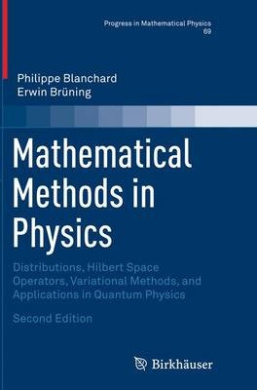 Progress in Mathematical Physics
69
Philippe Blanchard
Erwin Brüning
Mathematical
Methods in
Physics
Distributions, Hilbert Space
Operators, Variational Methods, and
Applications in Quantum Physics
Second Edition
Birkhäuser